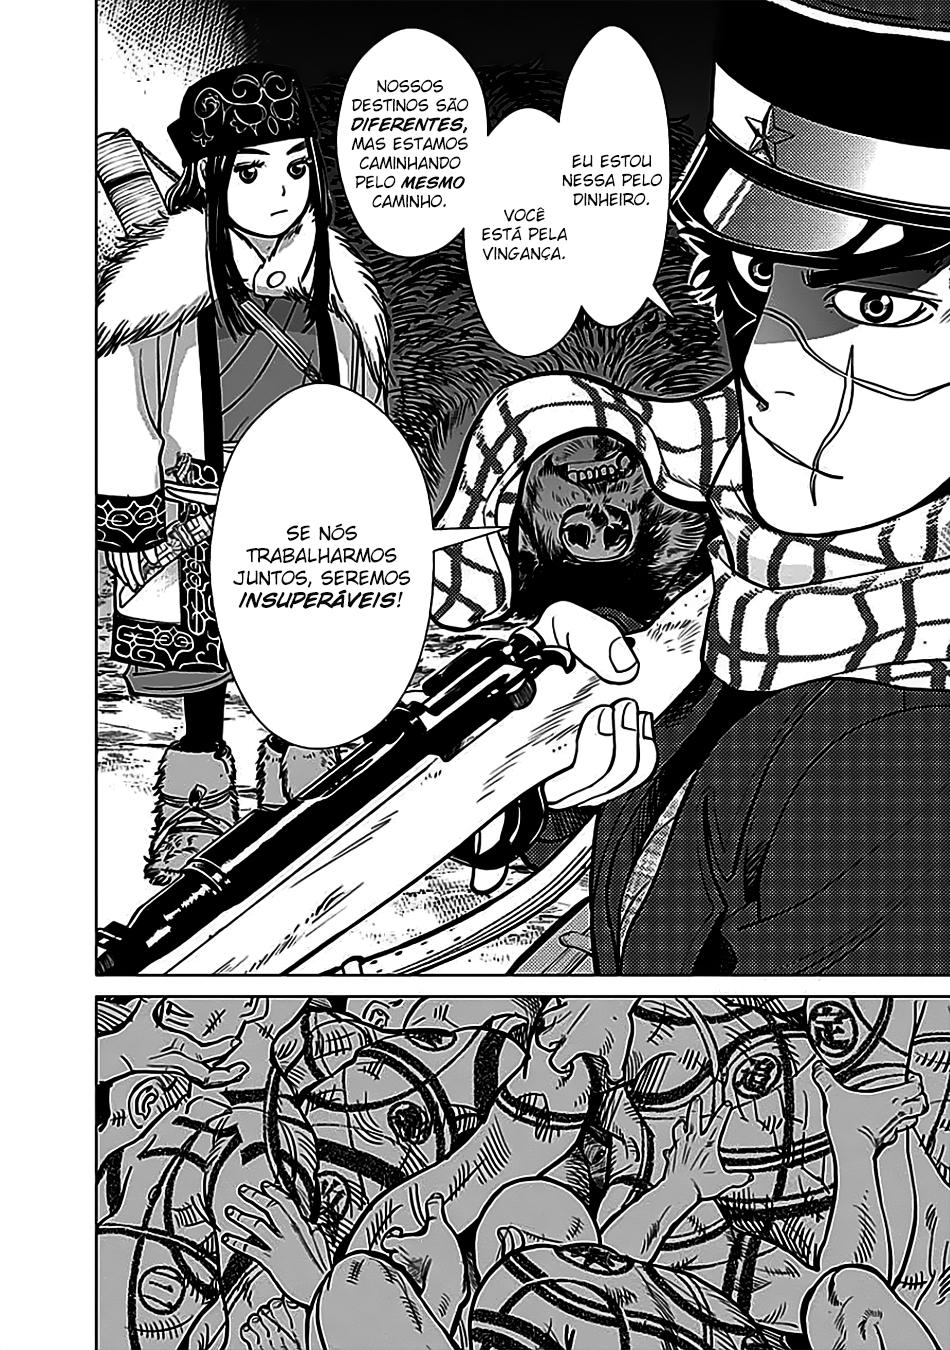 EU ESTOU
NESSA PELO
DINHEIRO.
VOCÊ
ESTÁ PELA
VINGANÇA.
NOSSOS
DESTINOS SÃO
DIFERENTES,
MAS ESTAMOS
CAMINHANDO
PELO MESMO
CAMINHO.
SE NÓS
TRABALHARMOS
JUNTOS, SEREMOS
INSUPERÁVEIS!